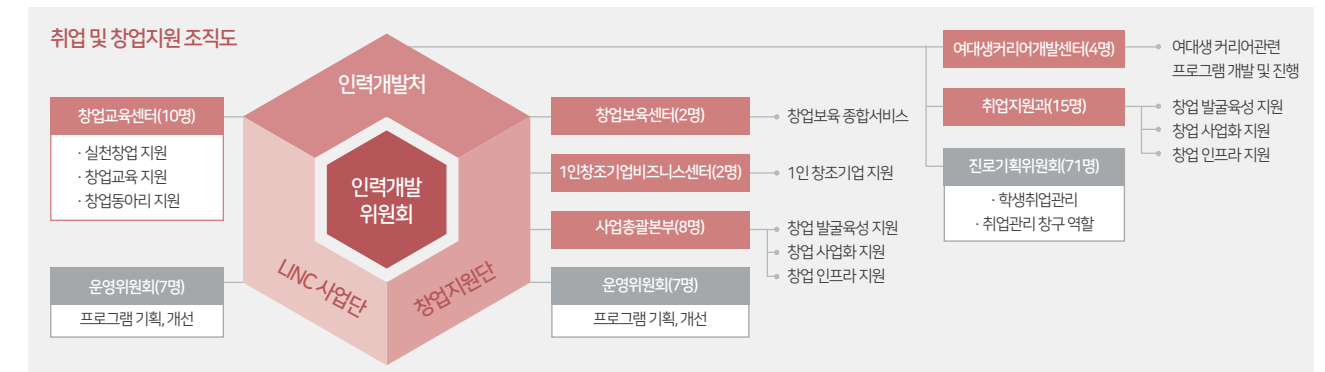 취업 및 창업지원 조직도
창업교육센터(10명)
· 실천창업 지원
· 창업교육 지원
· 창업동아리 지원
운영위원회(7명)
프로그램 기획, 개선
인력개발처
인력개발
위원회
LINC 사업단
창업지원단
창업보육센터(2명)
창업보육 종합서비스
1인창조기업비즈니스센터(2명)
1인 창조기업 지원
사업총괄본부(8명)
창업 발굴육성 지원
창업 사업화 지원
창업 인프라 지원
운영위원회(7명)
프로그램 기획, 개선
여대생커리어개발센터(4명)
여대생 커리어관련
프로그램 개발 및 진행
취업지원과(15명)
창업 발굴육성 지원
창업 사업화 지원
창업 인프라 지원
진로기획위원회(71명)
· 학생취업관리
· 취업관리 창구 역할